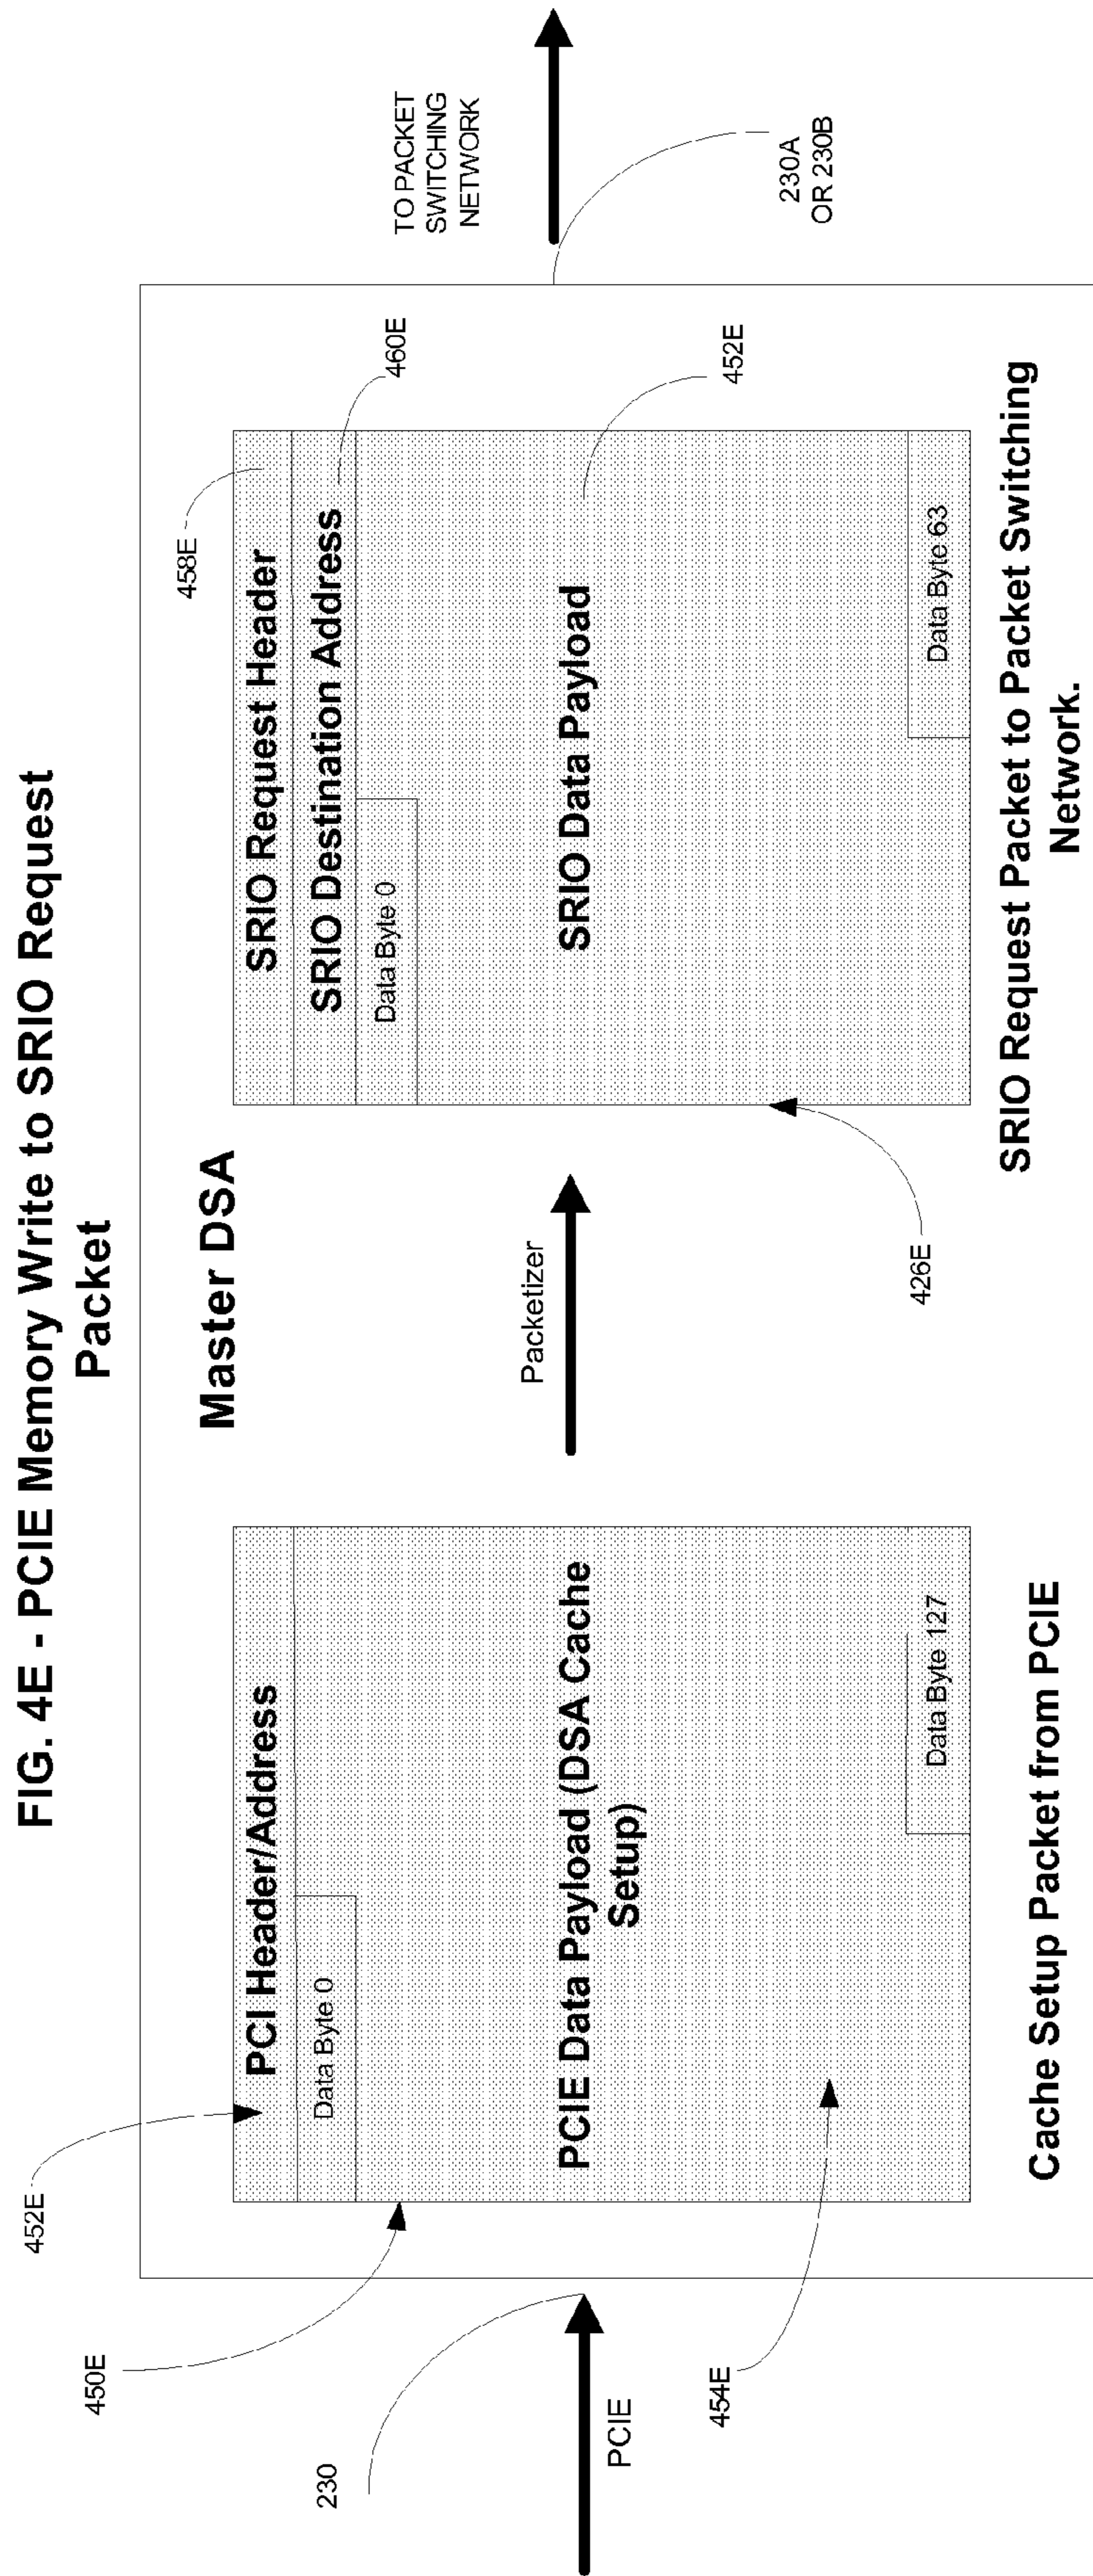 FIG. 4E - PCIE Memory Write to SRIO Request
Packet
Master DSA
230
PCIE
450E
452E
454E
PCI Header/Address
Data Byte 0
PCIE Data Payload (DSA Cache
Setup)
Data Byte 127
Cache Setup Packet from PCIE
Packetizer
426E
458E
SRIO Request Header
460E
SRIO Destination Address
Data Byte 0
SRIO Data Payload
452E
Data Byte 63
SRIO Request Packet to Packet Switching
Network.
TO PACKET
SWITCHING
NETWORK
230A
OR 230B